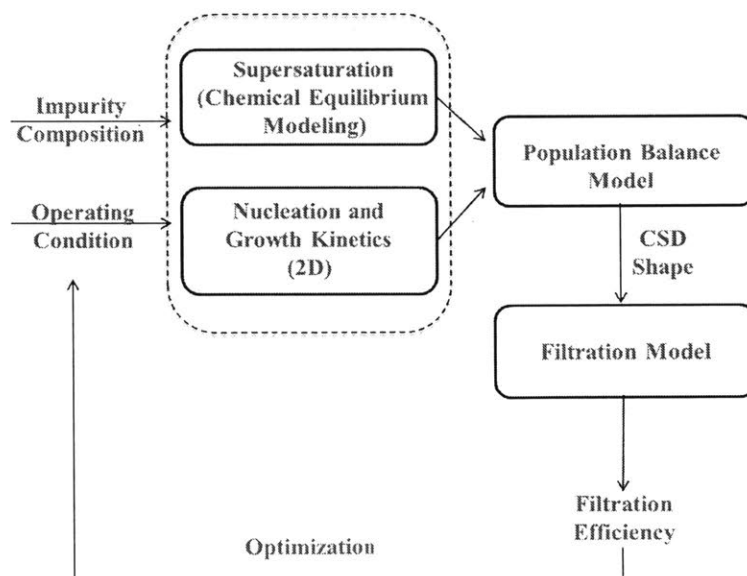 Supersaturation
(Chemical Equilibrium
Modeling)
Impurity
Composition
Population Balance
Model
Operating
Condition
Nucleation and
Growth Kinetics
(2D)
CSD
Shape
Filtration Model
Filtration
Efficiency
Optimization